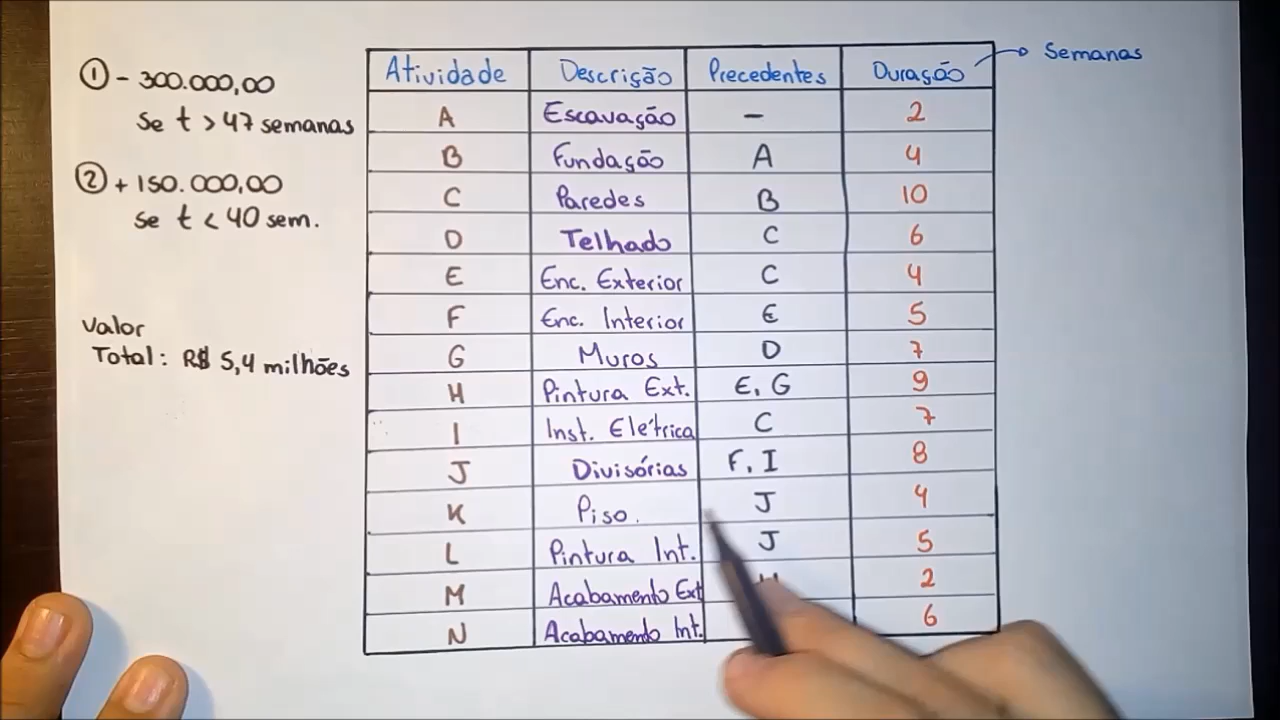 ① - 300.000,00
Se t > 47 semanas
② + 150.000,00
Se t < 40 sem.
Valor
Total: R$ 5,4 milhões
Atividade Descrição Precedentes Duração Semanas
A Escavação - 2
B Fundação A 4
C Paredes B 10
D Telhado C 6
E Enc. Exterior C 4
F Enc. Interior E 5
G Muros D 7
H Pintura Ext. E, G 9
I Inst. Elétrica C 7
J Divisórias F, I 8
K Piso. J 4
L Pintura Int. J 5
M Acabamento Ext 2
N Acabamento Int. 6